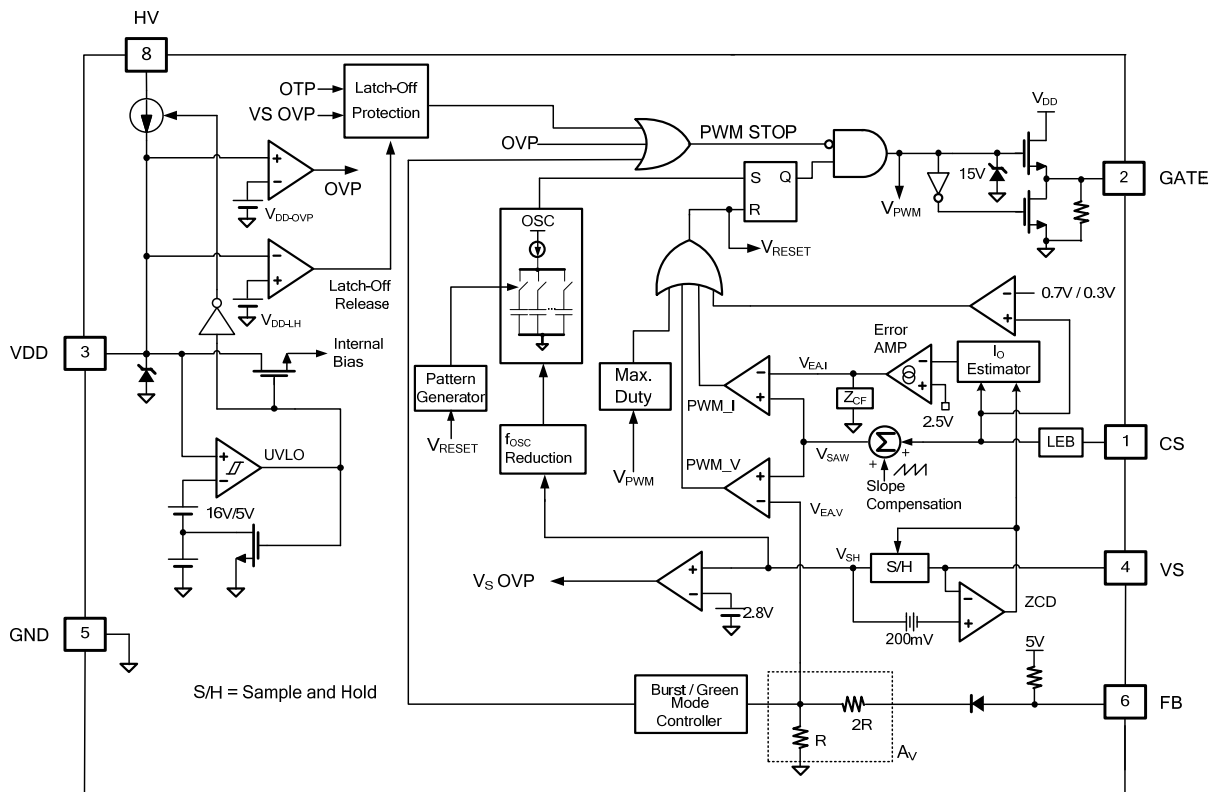 HV
8
OTP
VS OVP
Latch-Off
Protection
VDD
OVP
PWM STOP
OVP
15V
2
GATE
S
Q
R
VPWM
VDD-OVP
OSC
VRESET
Latch-Off
Release
VDD-LH
0.7V / 0.3V
VDD
3
Internal
Bias
Error
AMP
IO
Estimator
Pattern
Generator
Max.
Duty
VEA.I
PWM_I
ZCF
2.5V
VRESET
fOSC
Reduction
VPWM
UVLO
16V/5V
PWM_V
VSAW
Σ
LEB
1
CS
Slope
Compensation
VEA.V
VSH
S/H
4
VS
VS OVP
2.8V
200mV
ZCD
GND
5
5V
S/H = Sample and Hold
Burst / Green
Mode
Controller
2R
R
AV
6
FB